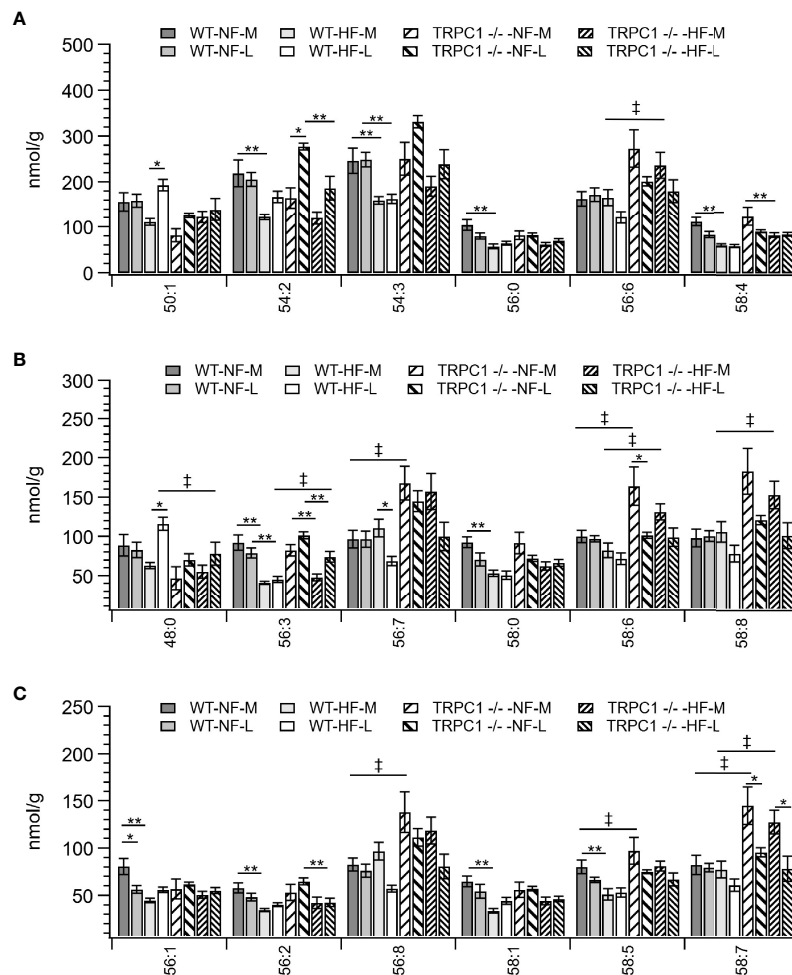 A
WT-NF-M WT-HF-M TRPC1 -/- -NF-M TRPC1 -/- -HF-M
WT-NF-L WT-HF-L TRPC1 -/- -NF-L TRPC1 -/- -HF-L
500
400
300
200
100
0
nmol/g
* ** * ** ** ** ** ‡ ** **
50:1 54:2 54:3 56:0 56:6 58:4
B
WT-NF-M WT-HF-M TRPC1 -/- -NF-M TRPC1 -/- -HF-M
WT-NF-L WT-HF-L TRPC1 -/- -NF-L TRPC1 -/- -HF-L
300
250
200
150
100
50
nmol/g
* ‡ ** ** ** ** ‡ ‡ * ** ‡ ‡ * ‡
48:0 56:3 56:7 58:0 58:6 58:8
C
WT-NF-M WT-HF-M TRPC1 -/- -NF-M TRPC1 -/- -HF-M
WT-NF-L WT-HF-L TRPC1 -/- -NF-L TRPC1 -/- -HF-L
250
200
150
100
50
nmol/g
** * ** ** ‡ ** ** ‡ ‡ ‡ * *
56:1 56:2 56:8 58:1 58:5 58:7